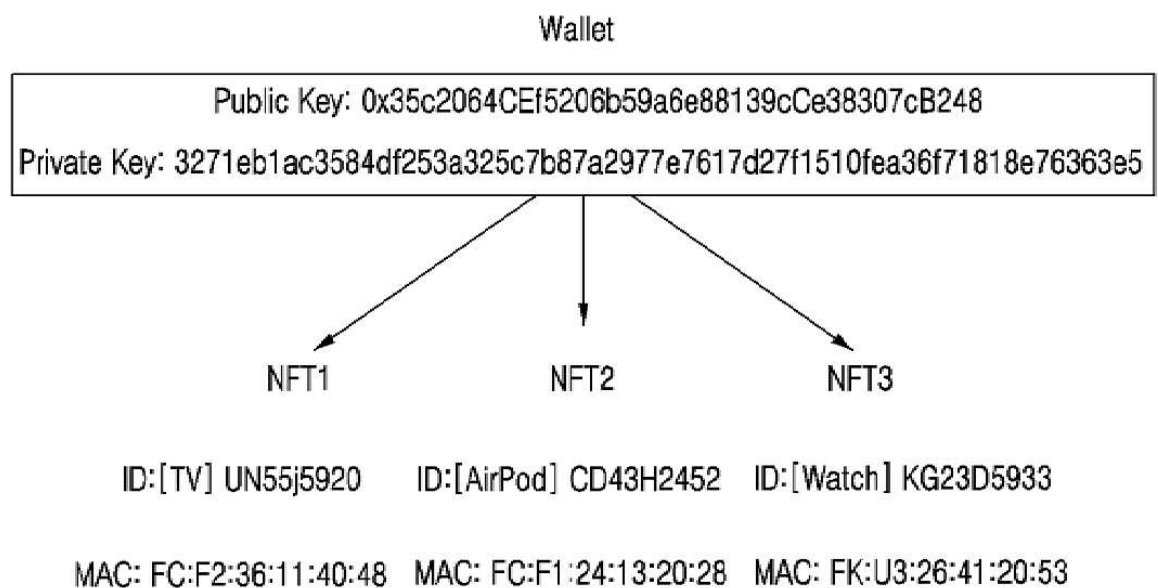 Wallet
Public Key: 0x35c2064CEf5206b59a6e88139cCe38307cB248
Private Key: 3271eb1ac3584df253a325c7b87a2977e7617d27f1510fea36f71818e76363e5
NFT1 NFT2 NFT3
ID:[TV] UN55j5920 ID:[AirPod] CD43H2452 ID:[Watch] KG23D5933
MAC: FC:F2:36:11:40:48 MAC: FC:F1:24:13:20:28 MAC: FK:U3:26:41:20:53